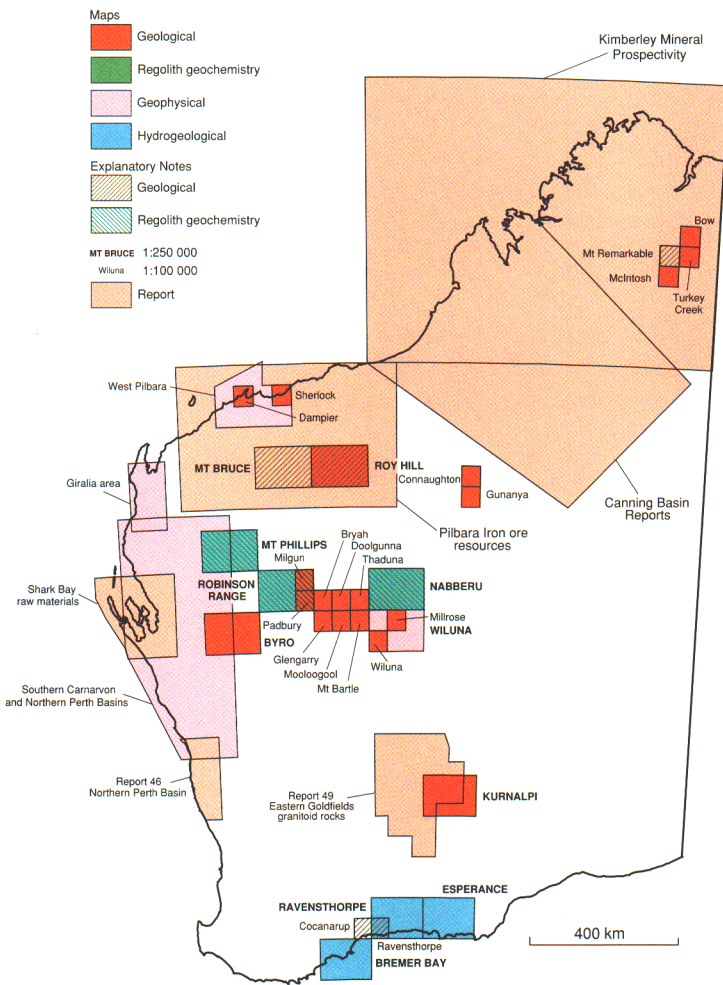 Maps
Geological
Regolith geochemistry
Geophysical
Hydrogeological
Explanatory Notes
Geological
Regolith geochemistry
MT BRUCE 1:250 000
Wiluna 1:100 000
Report
Kimberley Mineral
Prospectivity
Bow
Mt Remarkable
McIntosh
Turkey
Creek
West Pilbara
Sherlock
Dampier
MT BRUCE
ROY HILL
Connaughton
Gunanya
Giralia area
Canning Basin
Reports
Pilbara Iron ore
resources
MT PHILLIPS
Milgun
Bryah
Doolgunna
Thaduna
ROBINSON
RANGE
NABBERU
Shark Bay
raw materials
Padbury
BYRO
Millrose
WILUNA
Glengarry
Mooloogool
Mt Bartle
Wiluna
Southern Carnarvon
and Northern Perth Basins
Report 46
Northern Perth Basin
Report 49
Eastern Goldfields
granitoid rocks
KURNALPI
ESPERANCE
RAVENSTHORPE
Cocanarup
Ravensthorpe
BREMER BAY
400 km